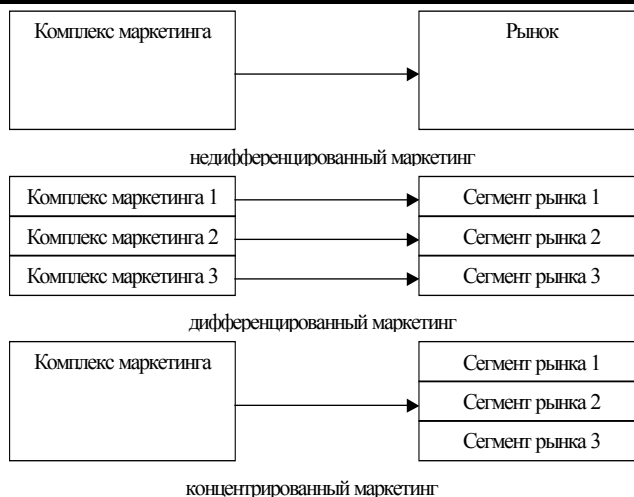 Комплекс маркетинга
Рынок
недифференцированный маркетинг
Комплекс маркетинга 1
Сегмент рынка 1
Комплекс маркетинга 2
Сегмент рынка 2
Комплекс маркетинга 3
Сегмент рынка 3
дифференцированный маркетинг
Комплекс маркетинга
Сегмент рынка 1
Сегмент рынка 2
Сегмент рынка 3
концентрированный маркетинг